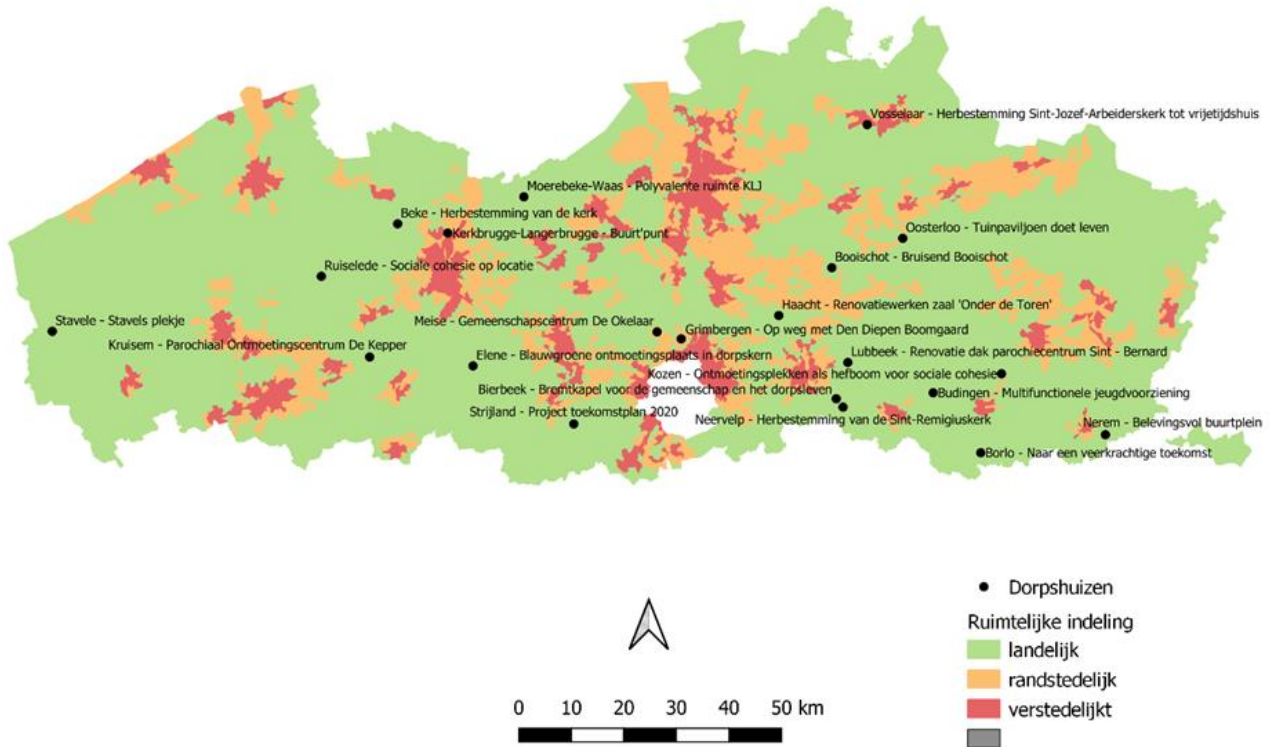 Vosselaar - Herbestemming Sint-Jozef-Arbeiderskerk tot vrijetijdshuis
Moerebeke-Waas - Polyvalente ruimte KLJ
Beke - Herbestemming van de kerk
Kerkbrugge-Langerbrugge - Buurt'punt
Oosterloo - Tuinpaviljoen doet leven
Booischot - Bruisend Booischot
Ruiselede - Sociale cohesie op locatie
Haacht - Renovatiewerken zaal 'Onder de Toren'
Stavele - Stavels plekje
Meise - Gemeenschapscentrum De Okelaar
Grimbergen - Op weg met Den Diepen Boomgaard
Kruisem - Parochiaal Ontmoetingscentrum De Kepper
Elene - Blauwgroene ontmoetingsplaats in dorpskern
Lubbeek - Renovatie dak parochiecentrum Sint - Bernard
Kozen - Ontmoetingsplekken als hefboom voor sociale cohesie
Bierbeek - Bremtkapel voor de gemeenschap en het dorpsleven
Budingen - Multifunctionele jeugdvoorziening
Strijland - Project toekomstplan 2020
Neervelp - Herbestemming van de Sint-Remigiuskerk
Nerem - Belevingsvol buurtplein
Borlo - Naar een veerkrachtige toekomst
Dorpshuizen
Ruimtelijke indeling
landelijk
randstedelijk
verstedelijkt
0 10 20 30 40 50 km